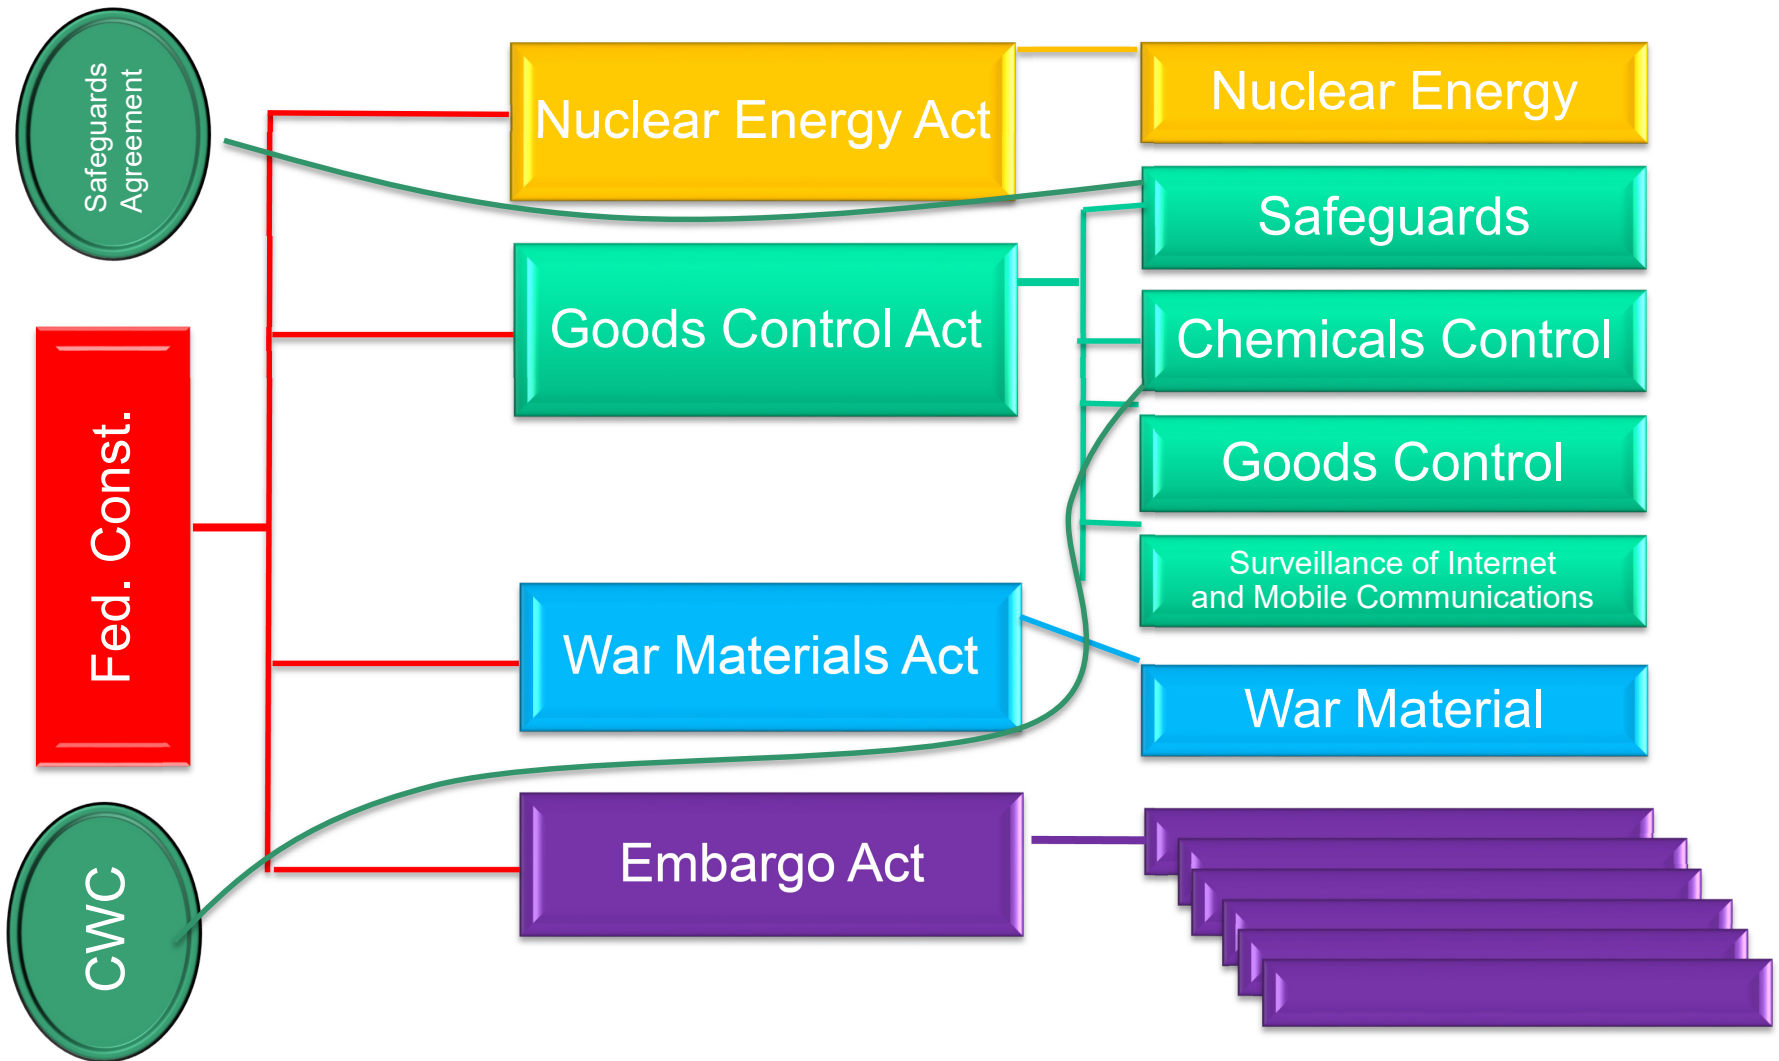 Safeguards
Agreement
Fed. Const.
CWC
Nuclear Energy Act
Goods Control Act
War Materials Act
Embargo Act
Nuclear Energy
Safeguards
Chemicals Control
Goods Control
Surveillance of Internet
and Mobile Communications
War Material